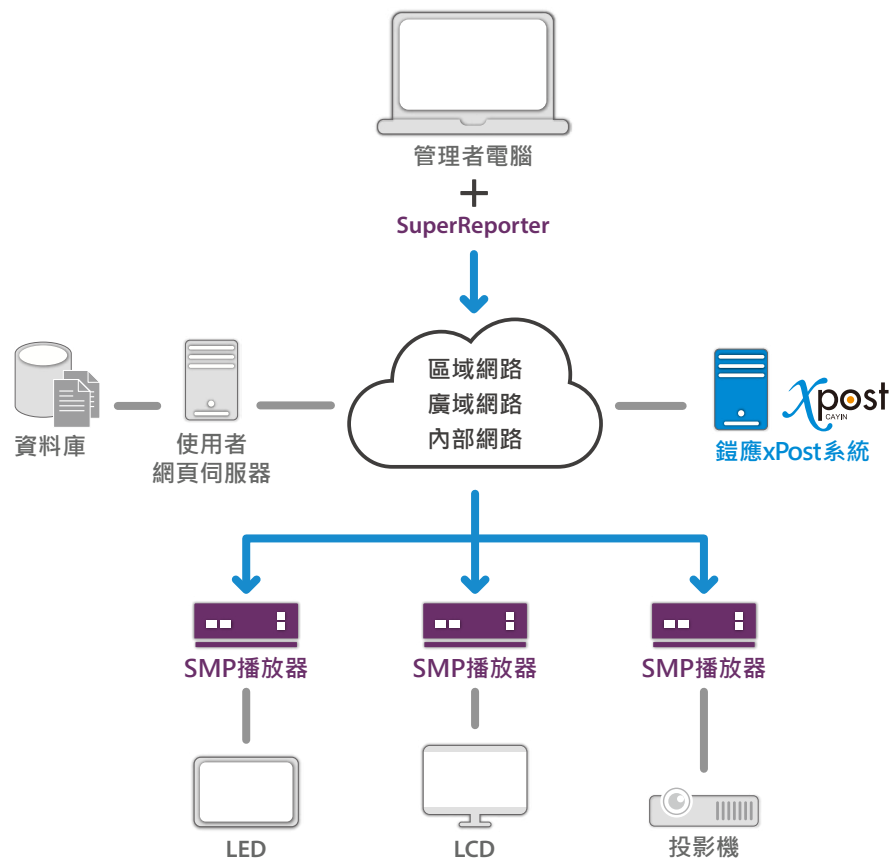 管理者電腦
+
SuperReporter
區域網路
廣域網路
內部網路
資料庫
使用者
網頁伺服器
xpost
CAYIN
鎧應xPost系統
SMP播放器
SMP播放器
SMP播放器
LED
LCD
投影機